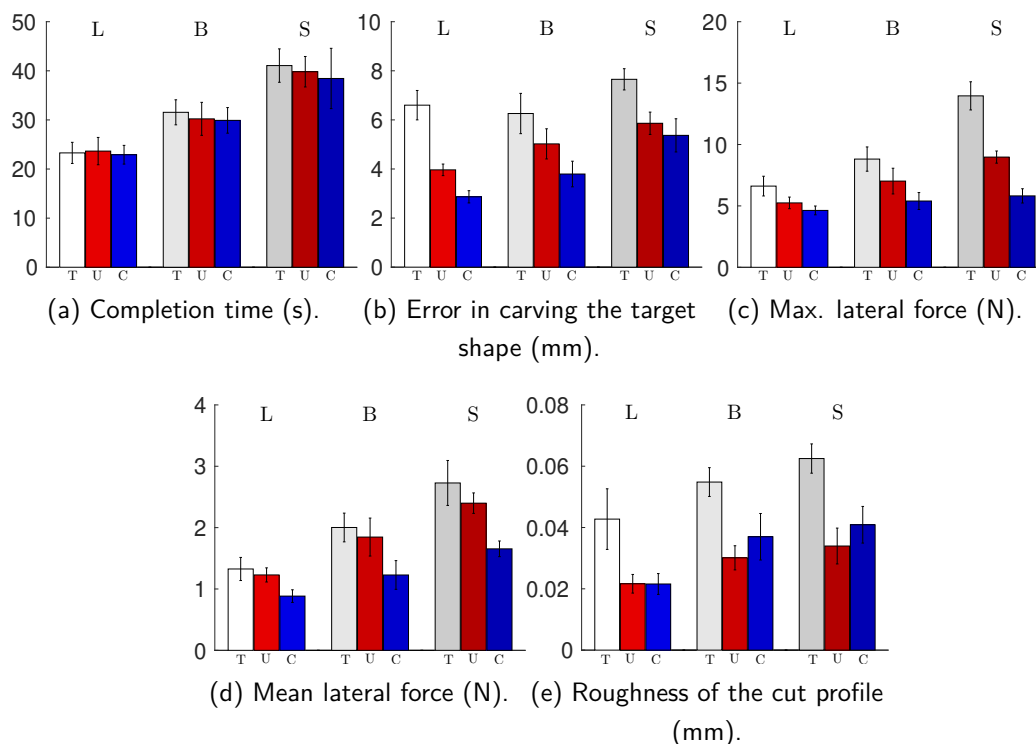 L B S
50
40
30
20
10
0
T U C T U C T U C
(a) Completion time (s).
L B S
8
6
4
2
0
T U C T U C T U C
(b) Error in carving the target
shape (mm).
L B S
20
15
10
5
0
T U C T U C T U C
(c) Max. lateral force (N).
L B S
4
3
2
1
0
T U C T U C T U C
(d) Mean lateral force (N).
L B S
0.08
0.06
0.04
0.02
0
T U C T U C T U C
(e) Roughness of the cut profile
(mm).